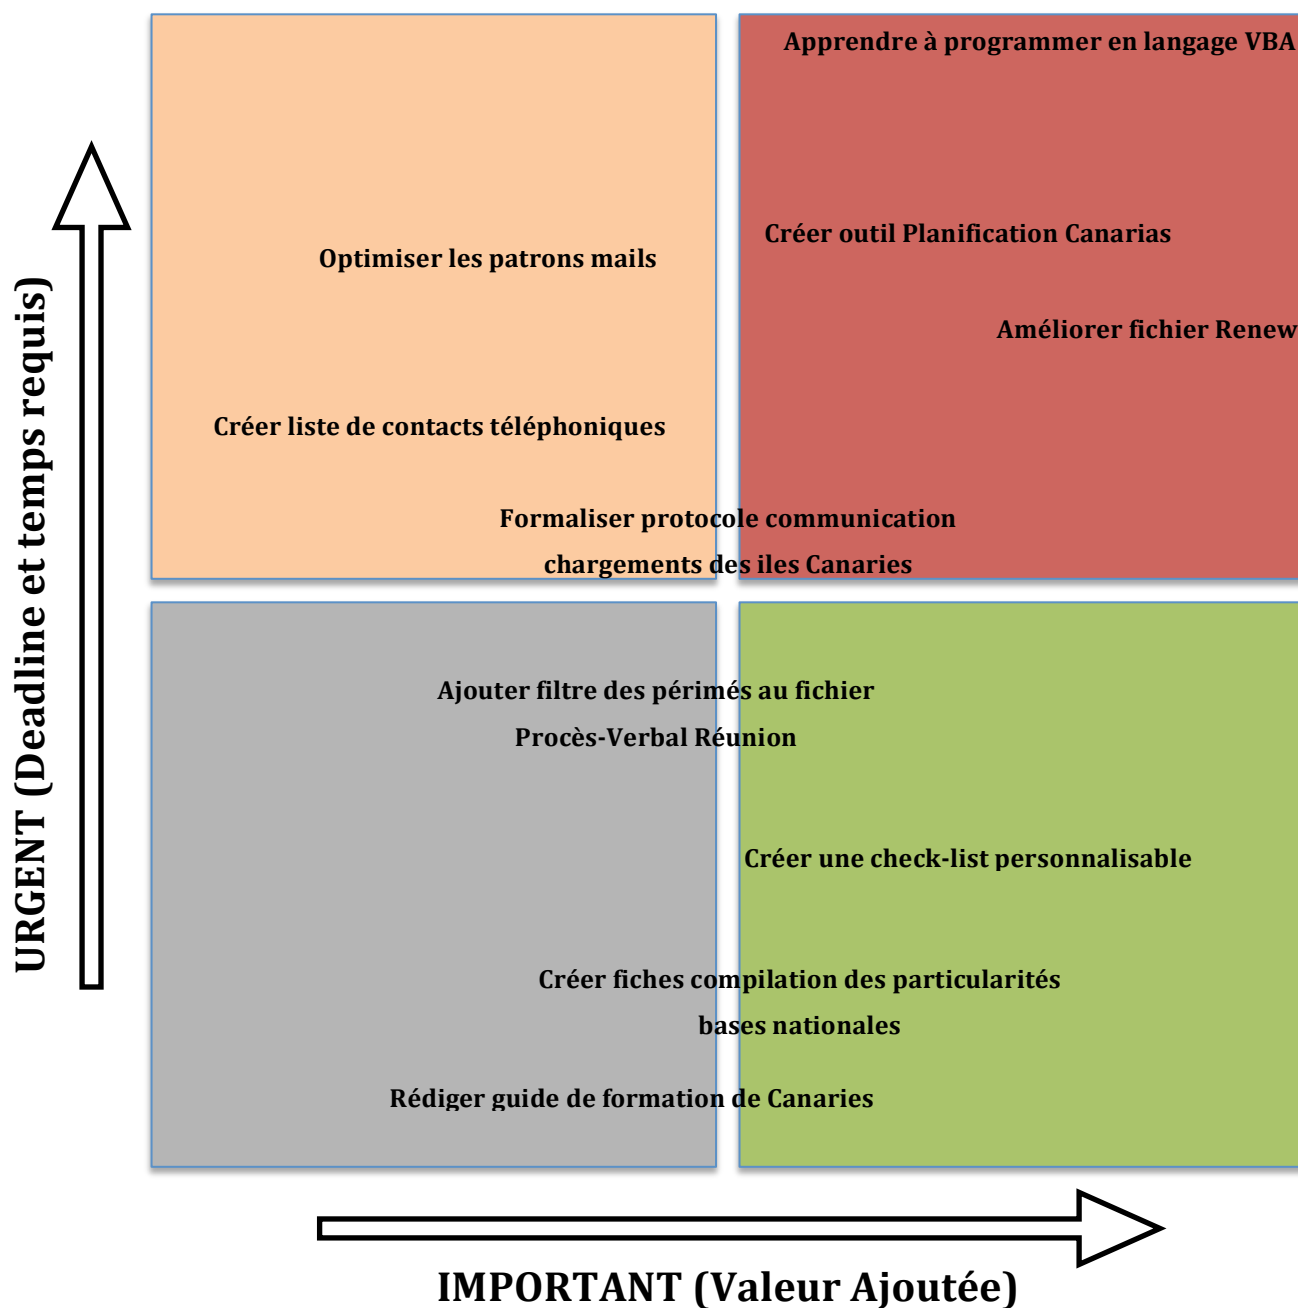 Apprendre à programmer en langage VBA
Créer outil Planification Canarias
Optimiser les patrons mails
Améliorer fichier Renew
Créer liste de contacts téléphoniques
Formaliser protocole communication
chargements des iles Canaries
Ajouter filtre des périmés au fichier
Procès-Verbal Réunion
Créer une check-list personnalisable
Créer fiches compilation des particularités
bases nationales
Rédiger guide de formation de Canaries
URGENT (Deadline et temps requis)
IMPORTANT (Valeur Ajoutée)